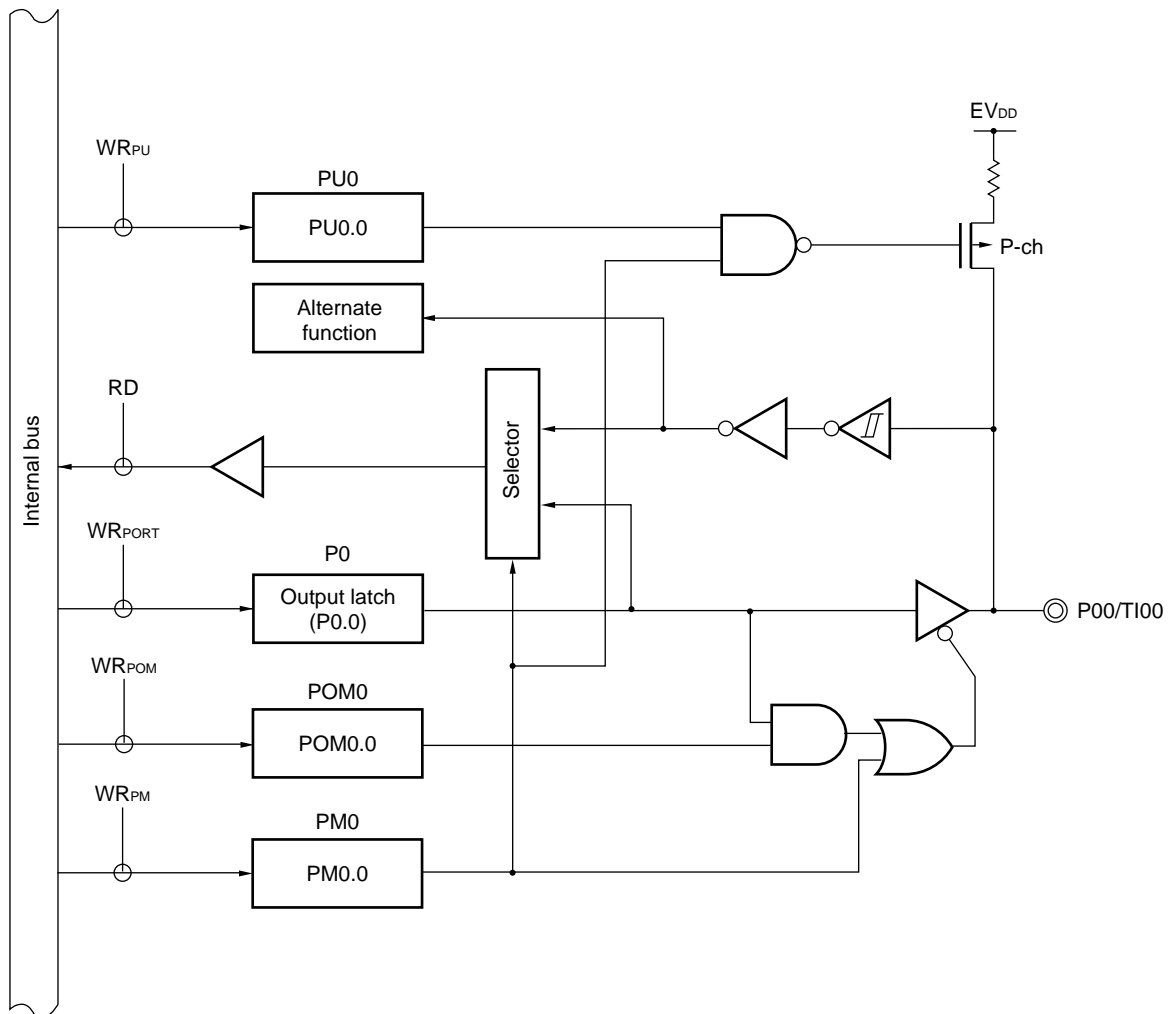 EVDD
WRPU
PU0
PU0.0
P-ch
Alternate
function
RD
Selector
Internal bus
WRPORT
P0
Output latch
(P0.0)
P00/TI00
WRPOM
POM0
POM0.0
WRPM
PM0
PM0.0